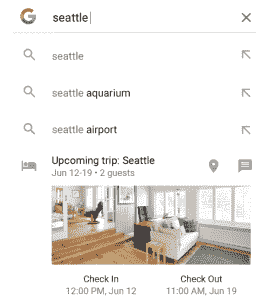 seattle
seattle
seattle aquarium
seattle airport
Upcoming trip: Seattle
Jun 12-19 • 2 guests
Check In Check Out
12:00 PM, Jun 12 11:00 AM, Jun 19